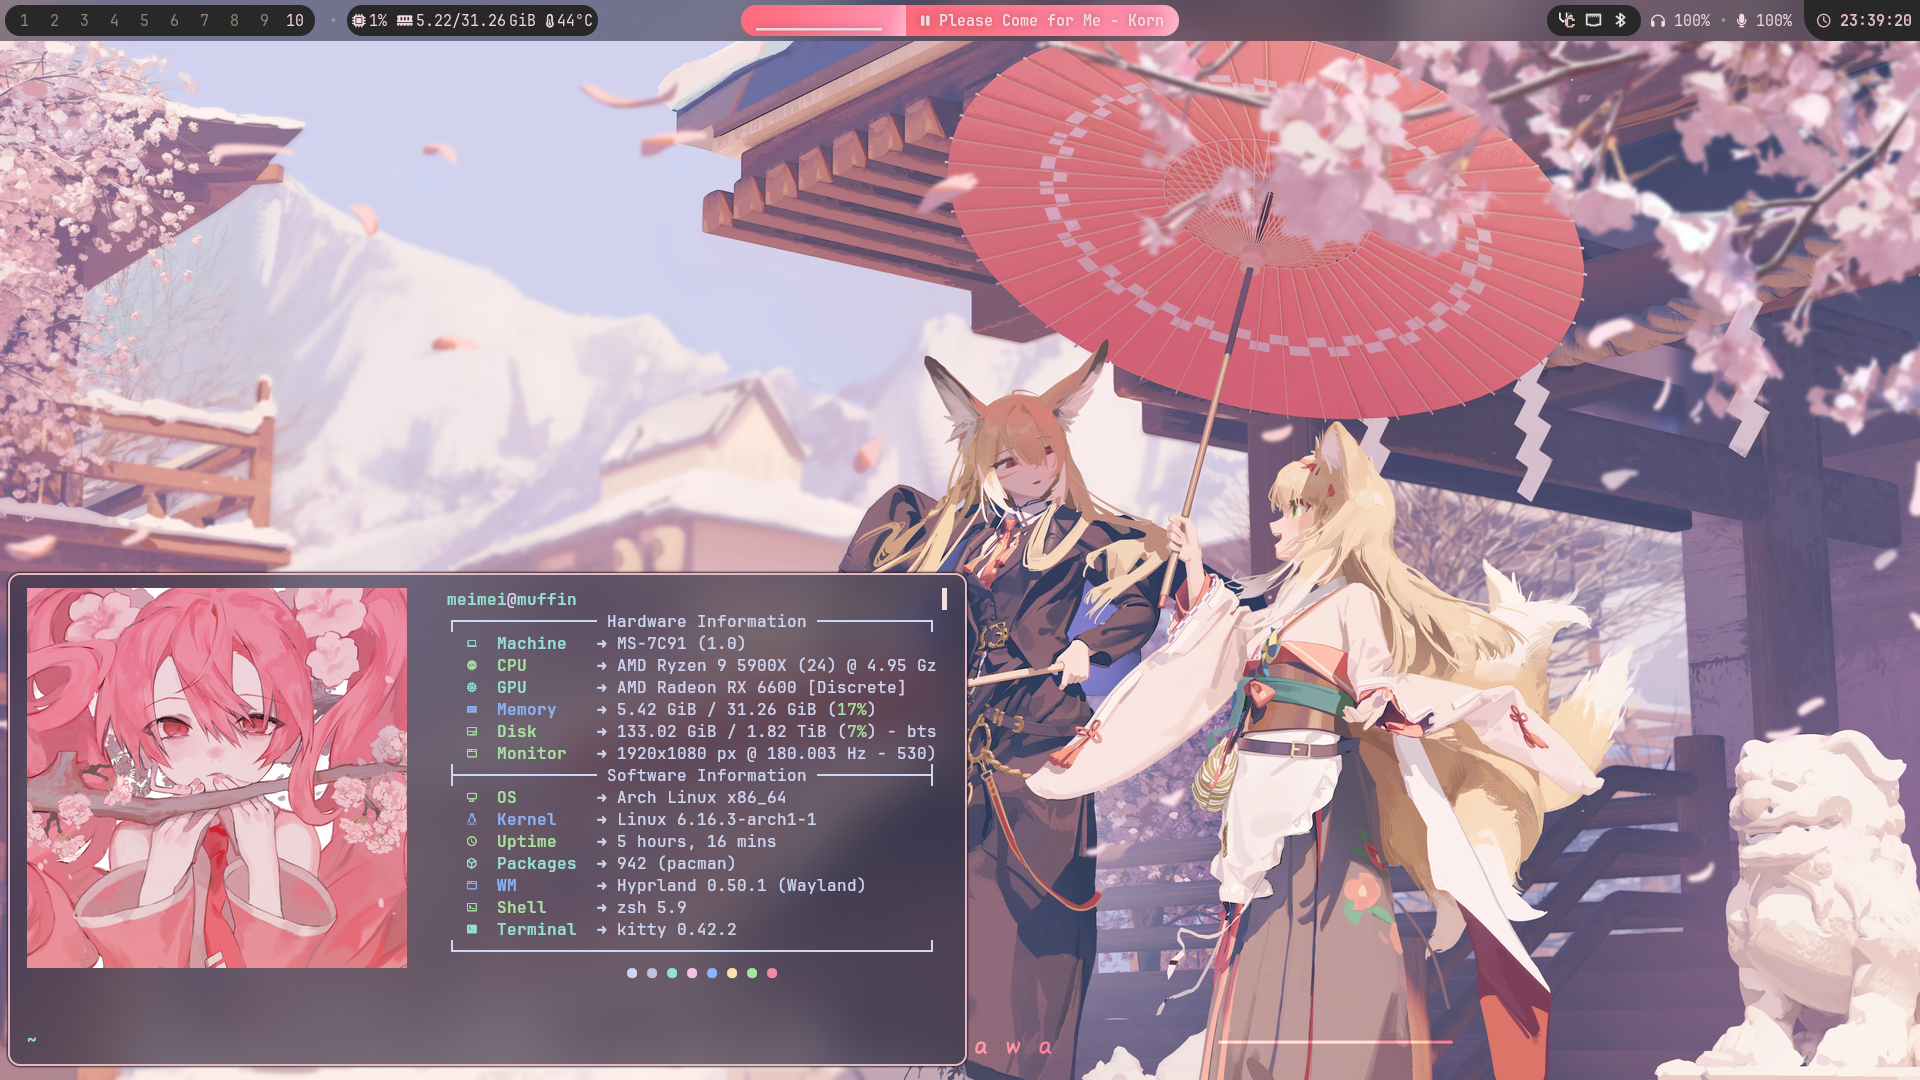 1 2 3 4 5 6 7 8 9 10 • 1% 5.22/31.26 GiB 44°C Please Come for Me - Korn 100% • 100% 23:39:20
meimei@muffin
Hardware Information
Machine → MS-7C91 (1.0)
CPU → AMD Ryzen 9 5900X (24) @ 4.95 Gz
GPU → AMD Radeon RX 6600 [Discrete]
Memory → 5.42 GiB / 31.26 GiB (17%)
Disk → 133.02 GiB / 1.82 TiB (7%) - bts
Monitor → 1920x1080 px @ 180.003 Hz - 530)
Software Information
OS → Arch Linux x86_64
Kernel → Linux 6.16.3-arch1-1
Uptime → 5 hours, 16 mins
Packages → 942 (pacman)
WM → Hyprland 0.50.1 (Wayland)
Shell → zsh 5.9
Terminal → kitty 0.42.2
~
a w a